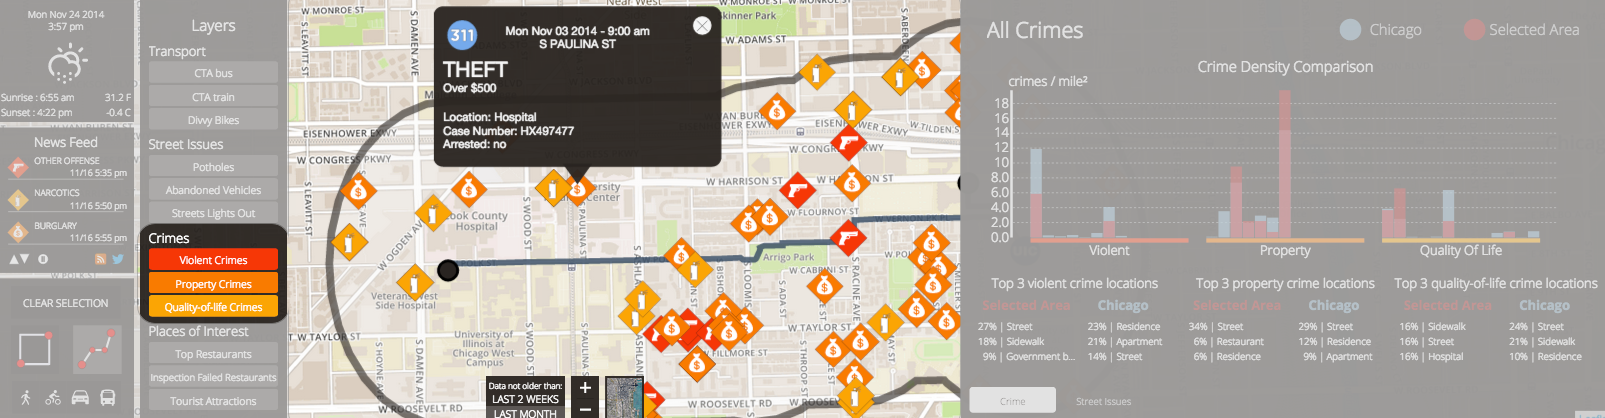 Mon Nov 24 2014
3:57 pm
Sunrise : 6:55 am
31.2 F
Sunset : 4:22 pm
-0.4 C
News Feed
OTHER OFFENSE
11/16 5:35 pm
NARCOTICS
11/16 5:50 pm
BURGLARY
11/16 5:55 pm
W POLK ST
CLEAR SELECTION
Layers
Transport
CTA bus
CTA train
Divvy Bikes
Street Issues
Potholes
Abandoned Vehicles
Streets Lights Out
Crimes
Violent Crimes
Property Crimes
Quality-of-life Crimes
Places of Interest
Top Restaurants
Inspection Failed Restaurants
Tourist Attractions
311
Mon Nov 03 2014 - 9:00 am
S PAULINA ST
THEFT
Over $500
Location: Hospital
Case Number: HX497477
Arrested: no
Near West
Skinner Park
W ADAMS ST
EISENHOWER EXWY
W CONGRESS PKWY
S LEAVITT
W HARRISON ST
W FLOURNOY ST
W VERNON PARK PL
W OGDEN AVE
Cook County
Hospital
S WOOD ST
S PAULINA ST
Arrigo Park
W CABRINI ST
Veterans West
Side Hospital
University of
Illinois at
Chicago West
Campus
S HOYNE
S WOLCOTT
S ASHLAND
S LOOMIS
S ADA ST
S THROOP ST
S RACINE AVE
W TAYLOR ST
W FILLMORE ST
W ROOSEVELT RD
W ROOSEVELT RD
Data not older than:
LAST 2 WEEKS
LAST MONTH
+
−
All Crimes
Chicago
Selected Area
Crime Density Comparison
crimes / mile²
18
16
14
12
10
8.0
6.0
4.0
2.0
0.0
Violent
Property
Quality Of Life
Top 3 violent crime locations
Selected Area
Chicago
27% | Street
23% | Residence
18% | Sidewalk
21% | Apartment
9% | Government b...
14% | Street
Top 3 property crime locations
Selected Area
Chicago
34% | Street
29% | Street
6% | Restaurant
12% | Residence
6% | Residence
9% | Apartment
Top 3 quality-of-life crime locations
Selected Area
Chicago
16% | Sidewalk
24% | Street
16% | Street
21% | Sidewalk
16% | Hospital
10% | Residence
Crime
Street Issues